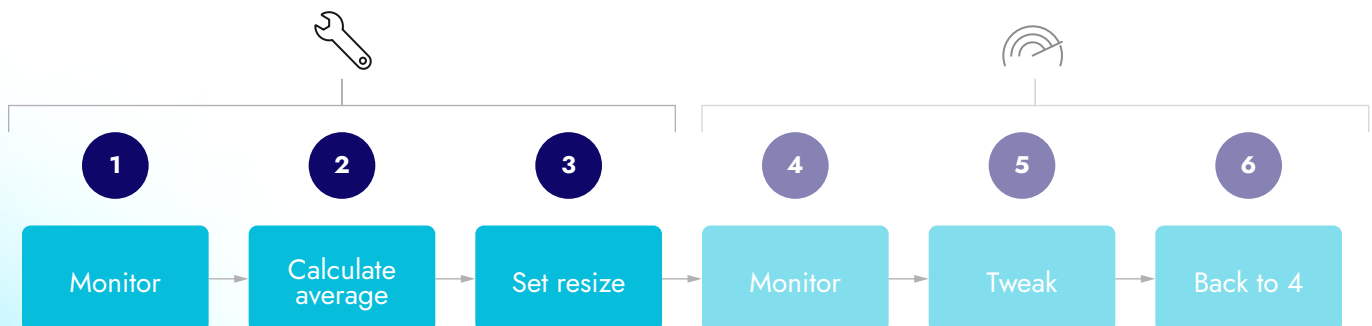 1
2
3
4
5
6
Monitor
Calculate
average
Set resize
Monitor
Tweak
Back to 4